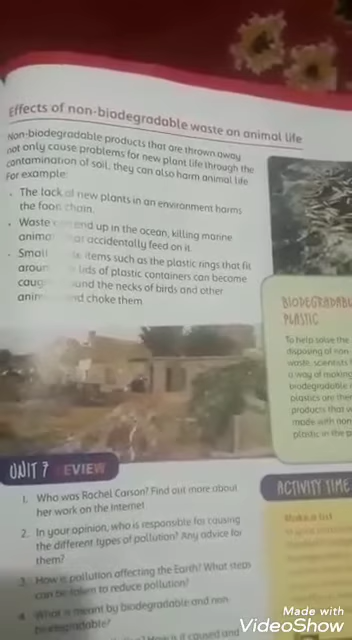 Effects of non-biodegradable waste on animal life
Non-biodegradable products that are thrown away
not only cause problems for new plant life through the
contamination of soil, they can also harm animal life
For example:
• The lack of new plants in an environment harms
the food chain.
• Waste end up in the ocean, killing marine
accidentally feed on it.
• Small items such as the plastic rings that fit
lids of plastic containers can become
the necks of birds and other
choke them
BIODEGRADABLE
PLASTIC
To help solve the
disposing of non
waste, scientists
a way of making
biodegradable
plastics are
products that
made with non
plastic in the
UNIT 7 REVIEW
1. Who was Rachel Carson? Find out more about
her work on the Internet
2. In your opinion, who is responsible for causing
the different types of pollution? Any advice for
them?
3. How is pollution affecting the Earth? What steps
can be taken to reduce pollution?
4. What is meant by biodegradable and non
biodegradable?
caused and
ACTIVITY TIME
Make a list
Made with
VideoShow